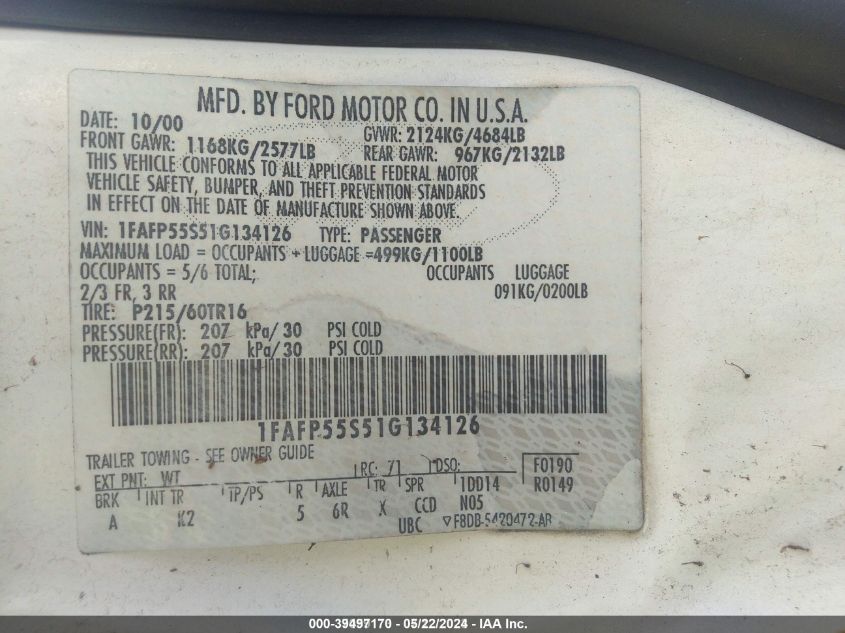 MFD. BY FORD MOTOR CO. IN U.S.A.
DATE: 10/00 GVWR: 2124KG/4684LB
FRONT GAWR: 1168KG/2577LB REAR GAWR: 967KG/2132LB
THIS VEHICLE CONFORMS TO ALL APPLICABLE FEDERAL MOTOR
VEHICLE SAFETY, BUMPER, AND THEFT PREVENTION STANDARDS
IN EFFECT ON THE DATE OF MANUFACTURE SHOWN ABOVE.
VIN: 1FAFP55S51G134126 TYPE: PASSENGER
MAXIMUM LOAD = OCCUPANTS + LUGGAGE =499KG/1100LB
OCCUPANTS = 5/6 TOTAL; OCCUPANTS LUGGAGE
2/3 FR, 3 RR 091KG/0200LB
TIRE: P215/60TR16
PRESSURE(FR): 207 kPa/ 30 PSI COLD
PRESSURE(RR): 207 kPa/ 30 PSI COLD
1FAFP55S51G134126
TRAILER TOWING - SEE OWNER GUIDE
EXT PNT: WT RC: 71 DSO: F0190
BRK INT TR TP/PS R AXLE TR SPR 1DD14 R0149
A K2 5 6R X CCD N05
UBC ▽F8DB-5420472-AR
000-39497170 - 05/22/2024 - IAA Inc.